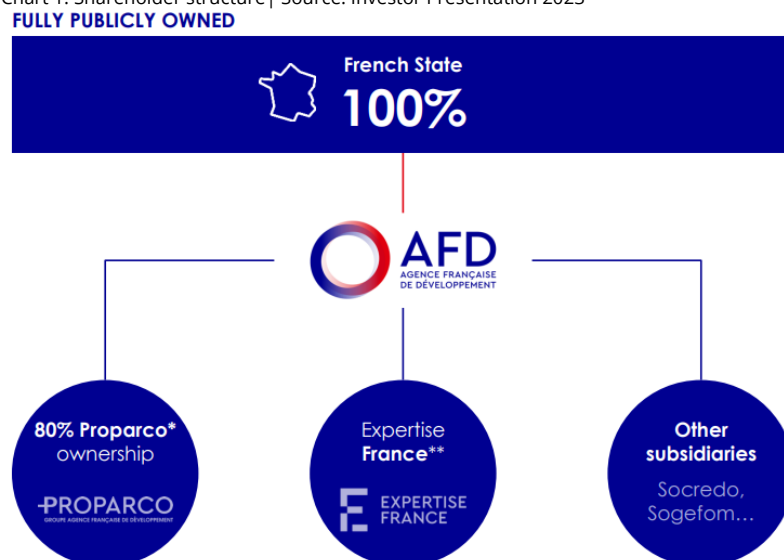 Chart 1: Shareholder structure| Source: Investor Presentation 2023
FULLY PUBLICLY OWNED
French State
100%
AFD
AGENCE FRANÇAISE
DE DÉVELOPPEMENT
80% Proparco*
ownership
PROPARCO
GROUPE AGENCE FRANÇAISE DE DÉVELOPPEMENT
Expertise
France**
EXPERTISE
FRANCE
Other
subsidiaries
Socredo,
Sogefom...